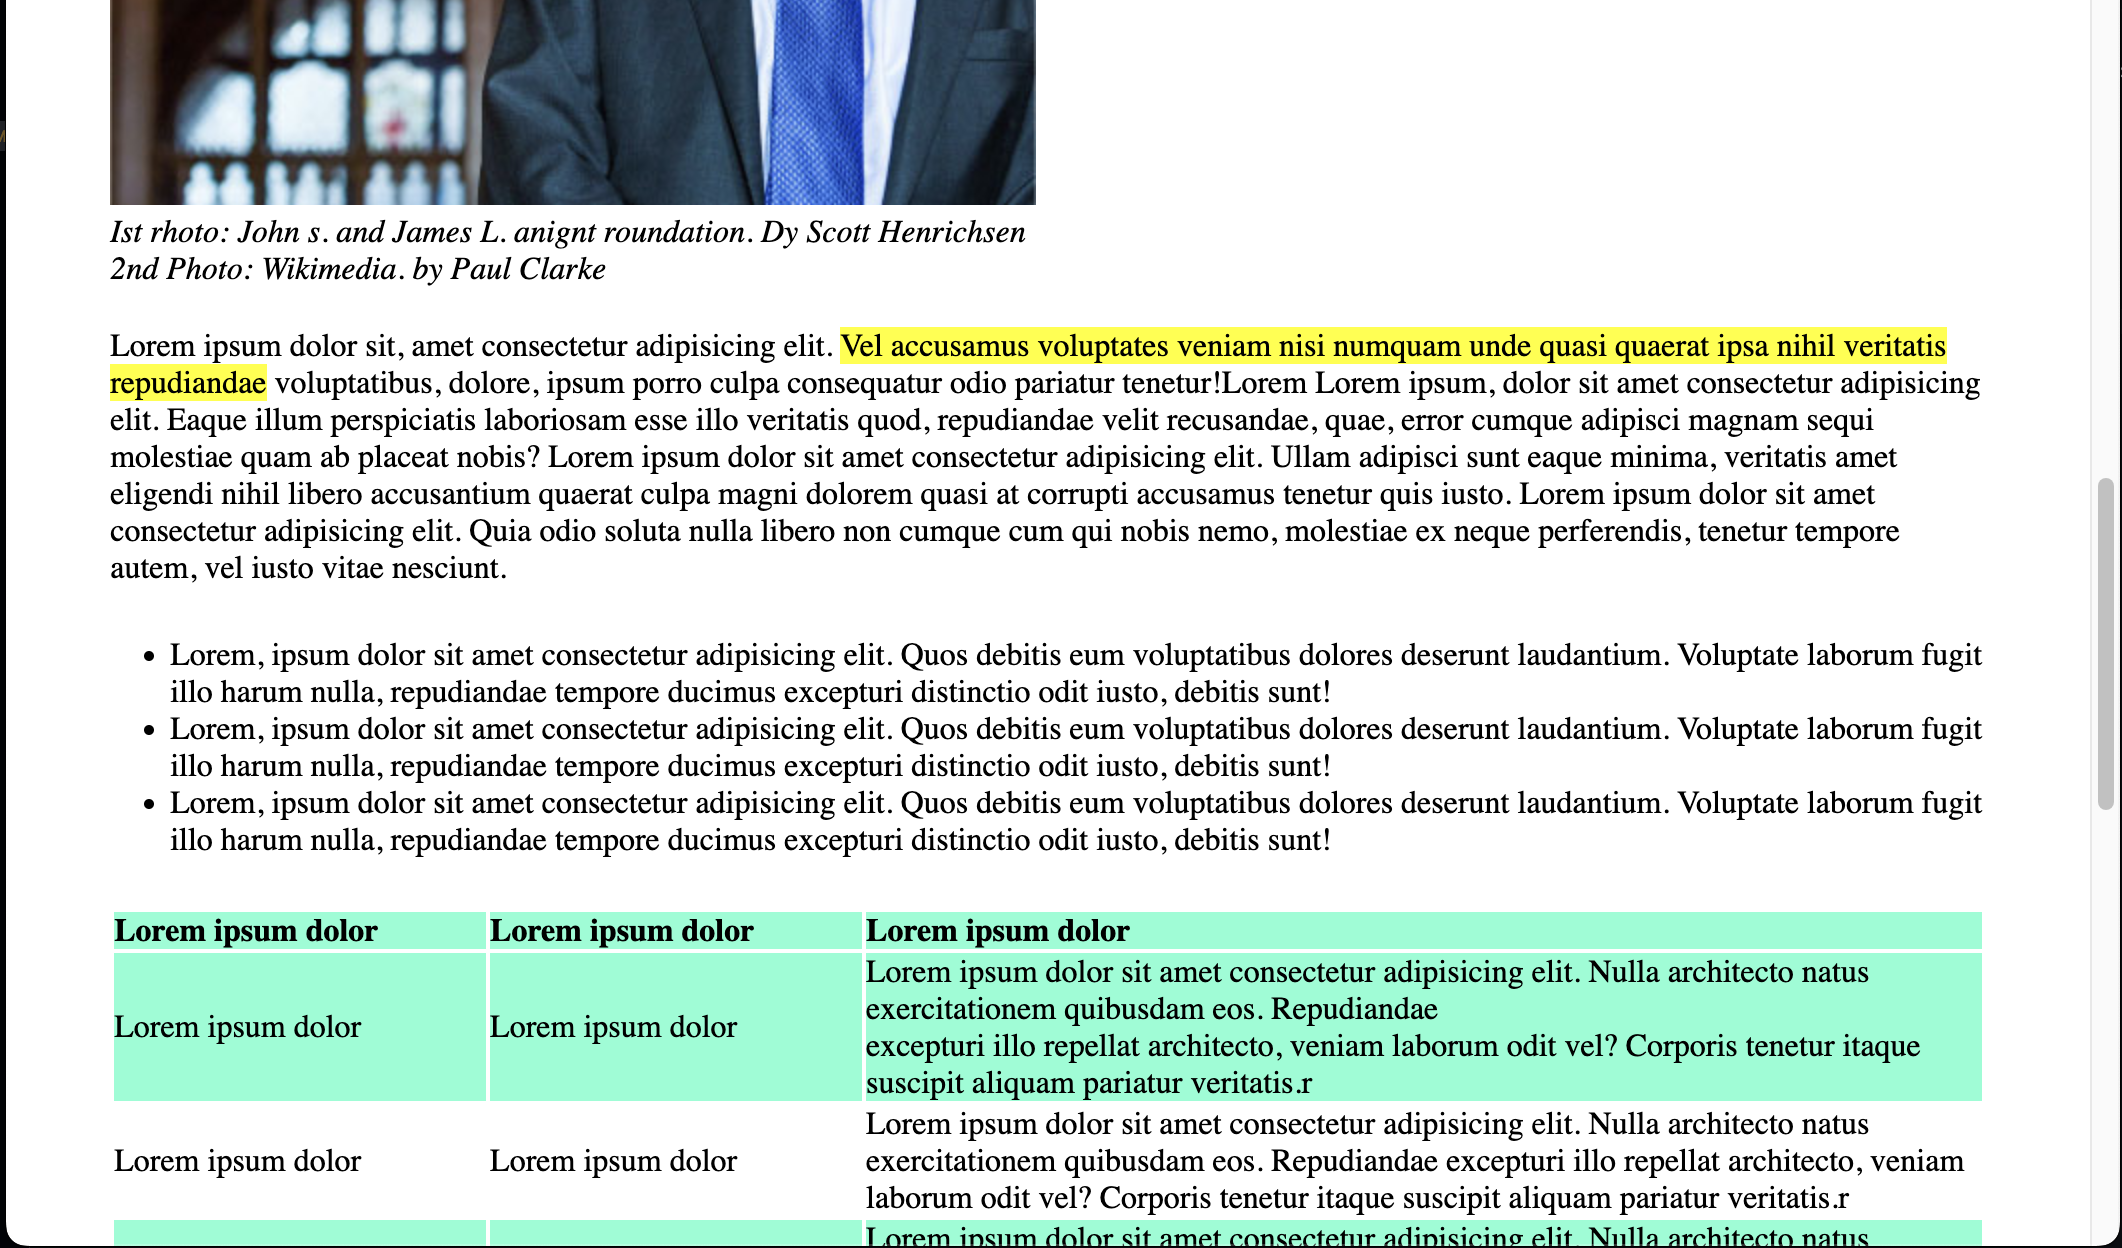 Ist rhoto: John s. and James L. anignt roundation. Dy Scott Henrichsen
2nd Photo: Wikimedia. by Paul Clarke
Lorem ipsum dolor sit, amet consectetur adipisicing elit. Vel accusamus voluptates veniam nisi numquam unde quasi quaerat ipsa nihil veritatis
repudiandae voluptatibus, dolore, ipsum porro culpa consequatur odio pariatur tenetur!Lorem Lorem ipsum, dolor sit amet consectetur adipisicing
elit. Eaque illum perspiciatis laboriosam esse illo veritatis quod, repudiandae velit recusandae, quae, error cumque adipisci magnam sequi
molestiae quam ab placeat nobis? Lorem ipsum dolor sit amet consectetur adipisicing elit. Ullam adipisci sunt eaque minima, veritatis amet
eligendi nihil libero accusantium quaerat culpa magni dolorem quasi at corrupti accusamus tenetur quis iusto. Lorem ipsum dolor sit amet
consectetur adipisicing elit. Quia odio soluta nulla libero non cumque cum qui nobis nemo, molestiae ex neque perferendis, tenetur tempore
autem, vel iusto vitae nesciunt.
• Lorem, ipsum dolor sit amet consectetur adipisicing elit. Quos debitis eum voluptatibus dolores deserunt laudantium. Voluptate laborum fugit
illo harum nulla, repudiandae tempore ducimus excepturi distinctio odit iusto, debitis sunt!
• Lorem, ipsum dolor sit amet consectetur adipisicing elit. Quos debitis eum voluptatibus dolores deserunt laudantium. Voluptate laborum fugit
illo harum nulla, repudiandae tempore ducimus excepturi distinctio odit iusto, debitis sunt!
• Lorem, ipsum dolor sit amet consectetur adipisicing elit. Quos debitis eum voluptatibus dolores deserunt laudantium. Voluptate laborum fugit
illo harum nulla, repudiandae tempore ducimus excepturi distinctio odit iusto, debitis sunt!
Lorem ipsum dolor Lorem ipsum dolor Lorem ipsum dolor
Lorem ipsum dolor
Lorem ipsum dolor
Lorem ipsum dolor sit amet consectetur adipisicing elit. Nulla architecto natus
exercitationem quibusdam eos. Repudiandae
excepturi illo repellat architecto, veniam laborum odit vel? Corporis tenetur itaque
suscipit aliquam pariatur veritatis.r
Lorem ipsum dolor
Lorem ipsum dolor
Lorem ipsum dolor sit amet consectetur adipisicing elit. Nulla architecto natus
exercitationem quibusdam eos. Repudiandae excepturi illo repellat architecto, veniam
laborum odit vel? Corporis tenetur itaque suscipit aliquam pariatur veritatis.r
Lorem ipsum dolor sit amet consectetur adipisicing elit. Nulla architecto natus